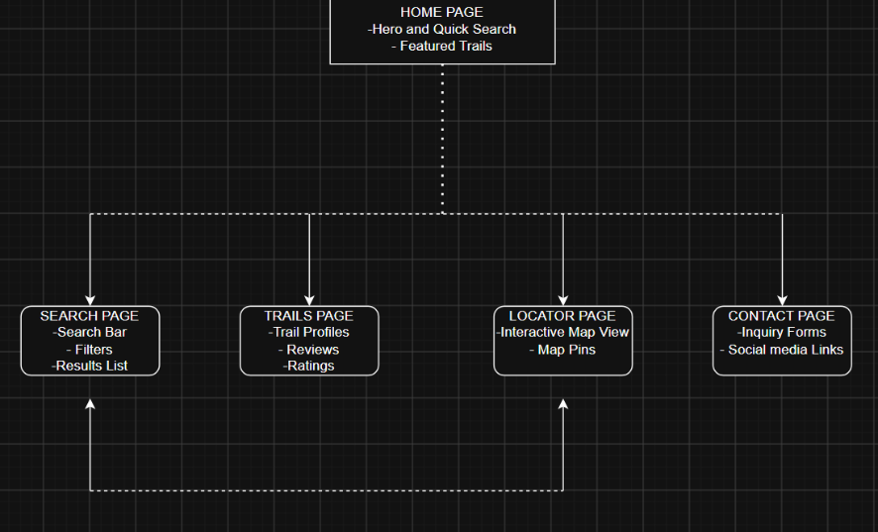 HOME PAGE
-Hero and Quick Search
- Featured Trails
SEARCH PAGE
-Search Bar
- Filters
-Results List
TRAILS PAGE
-Trail Profiles
- Reviews
-Ratings
LOCATOR PAGE
-Interactive Map View
- Map Pins
CONTACT PAGE
-Inquiry Forms
- Social media Links